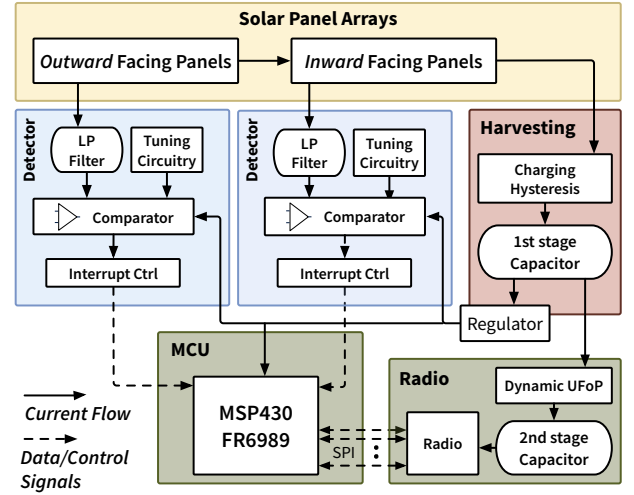 Solar Panel Arrays
Outward Facing Panels
Inward Facing Panels
Detector
LP
Filter
Tuning
Circuitry
Comparator
Interrupt Ctrl
Detector
LP
Filter
Tuning
Circuitry
Comparator
Interrupt Ctrl
Harvesting
Charging
Hysteresis
1st stage
Capacitor
Regulator
MCU
MSP430
FR6989
SPI
Radio
Dynamic UFoP
Radio
2nd stage
Capacitor
Current Flow
Data/Control
Signals